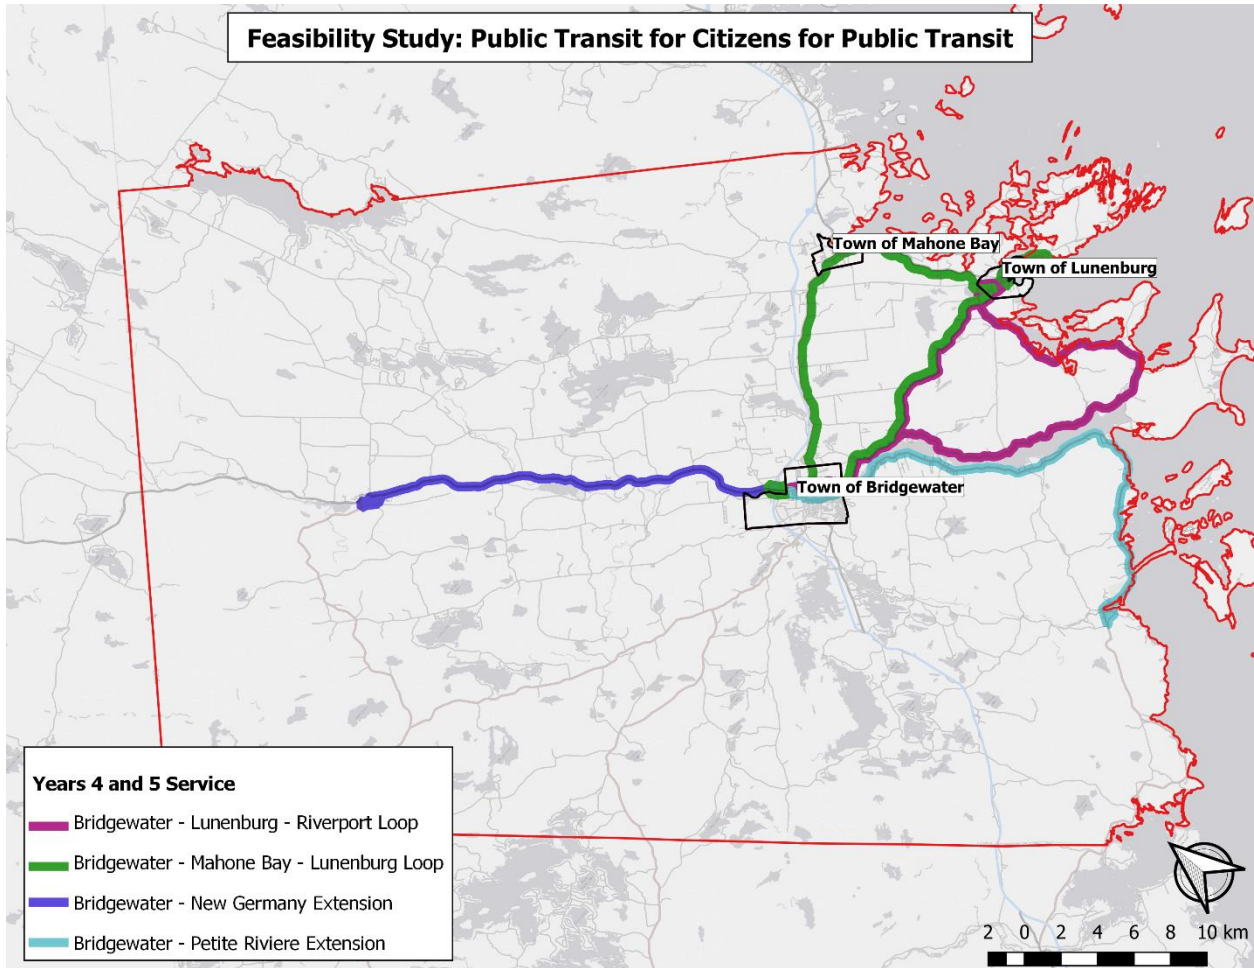 Feasibility Study: Public Transit for Citizens for Public Transit
Town of Mahone Bay
Town of Lunenburg
Town of Bridgewater
Years 4 and 5 Service
Bridgewater - Lunenburg - Riverport Loop
Bridgewater - Mahone Bay - Lunenburg Loop
Bridgewater - New Germany Extension
Bridgewater - Petite Riviere Extension
2 0 2 4 6 8 10 km